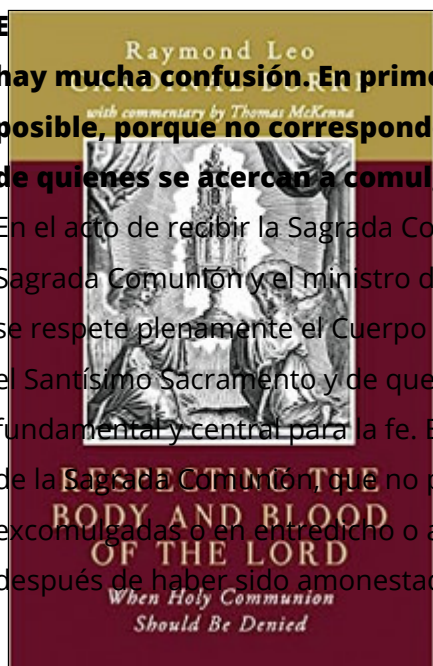 E
hay mucha confusión. En prime
posible, porque no correspond
de quienes se acercan a comul
En el acto de recibir la Sagrada Co
Sagrada Comunión y el ministro d
se respete plenamente el Cuerpo
el Santísimo Sacramento y de que
fundamental y central para la fe. E
de la Sagrada Comunión, que no p
excomulgadas o en entredicho o a
después de haber sido amonestad
Raymond Leo
CARDINAL BURKE
with commentary by Thomas McKenna
RESPECTING THE
BODY AND BLOOD
OF THE LORD
When Holy Communion
Should Be Denied